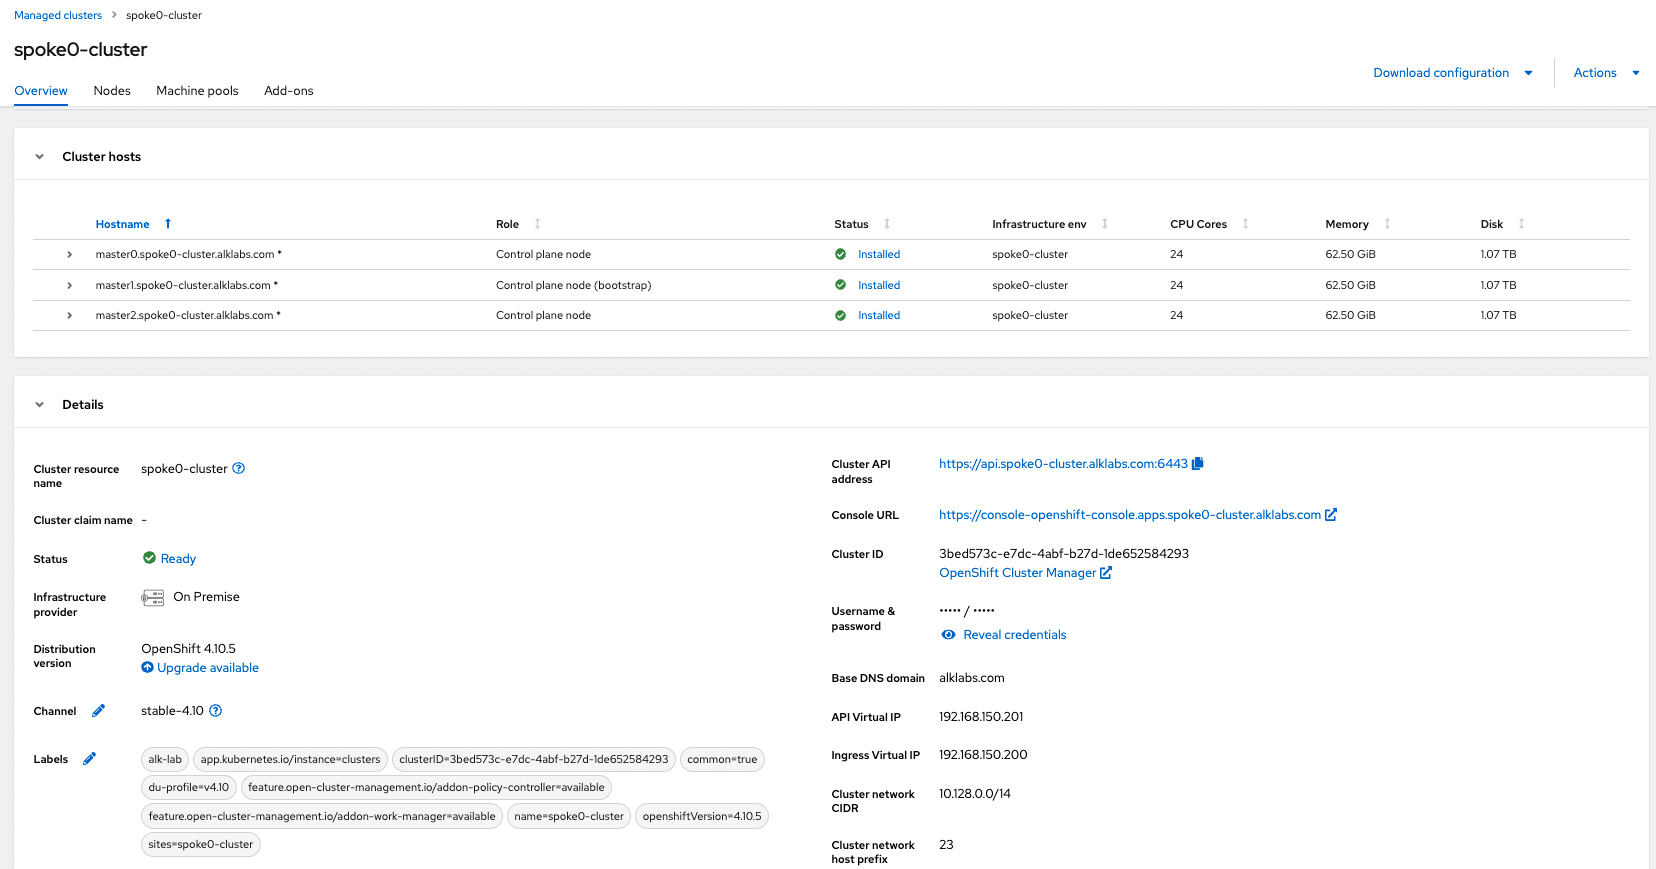 Managed clusters > spoke0-cluster
spoke0-cluster
Download configuration Actions
Overview Nodes Machine pools Add-ons
Cluster hosts
Hostname Role Status Infrastructure env CPU Cores Memory Disk
master0.spoke0-cluster.alklabs.com * Control plane node Installed spoke0-cluster 24 62.50 GiB 1.07 TB
master1.spoke0-cluster.alklabs.com * Control plane node (bootstrap) Installed spoke0-cluster 24 62.50 GiB 1.07 TB
master2.spoke0-cluster.alklabs.com * Control plane node Installed spoke0-cluster 24 62.50 GiB 1.07 TB
Details
Cluster resource
name
spoke0-cluster
Cluster claim name -
Status Ready
Infrastructure
provider
On Premise
Distribution
version
OpenShift 4.10.5
Upgrade available
Channel stable-4.10
Labels alk-lab app.kubernetes.io/instance=clusters clusterID=3bed573c-e7dc-4abf-b27d-1de652584293 common=true
du-profile=v4.10 feature.open-cluster-management.io/addon-policy-controller=available
feature.open-cluster-management.io/addon-work-manager=available name=spoke0-cluster openshiftVersion=4.10.5
sites=spoke0-cluster
Cluster API
address
https://api.spoke0-cluster.alklabs.com:6443
Console URL https://console-openshift-console.apps.spoke0-cluster.alklabs.com
Cluster ID 3bed573c-e7dc-4abf-b27d-1de652584293
OpenShift Cluster Manager
Username &
password
••••• / •••••
Reveal credentials
Base DNS domain alklabs.com
API Virtual IP 192.168.150.201
Ingress Virtual IP 192.168.150.200
Cluster network
CIDR
10.128.0.0/14
Cluster network
host prefix
23